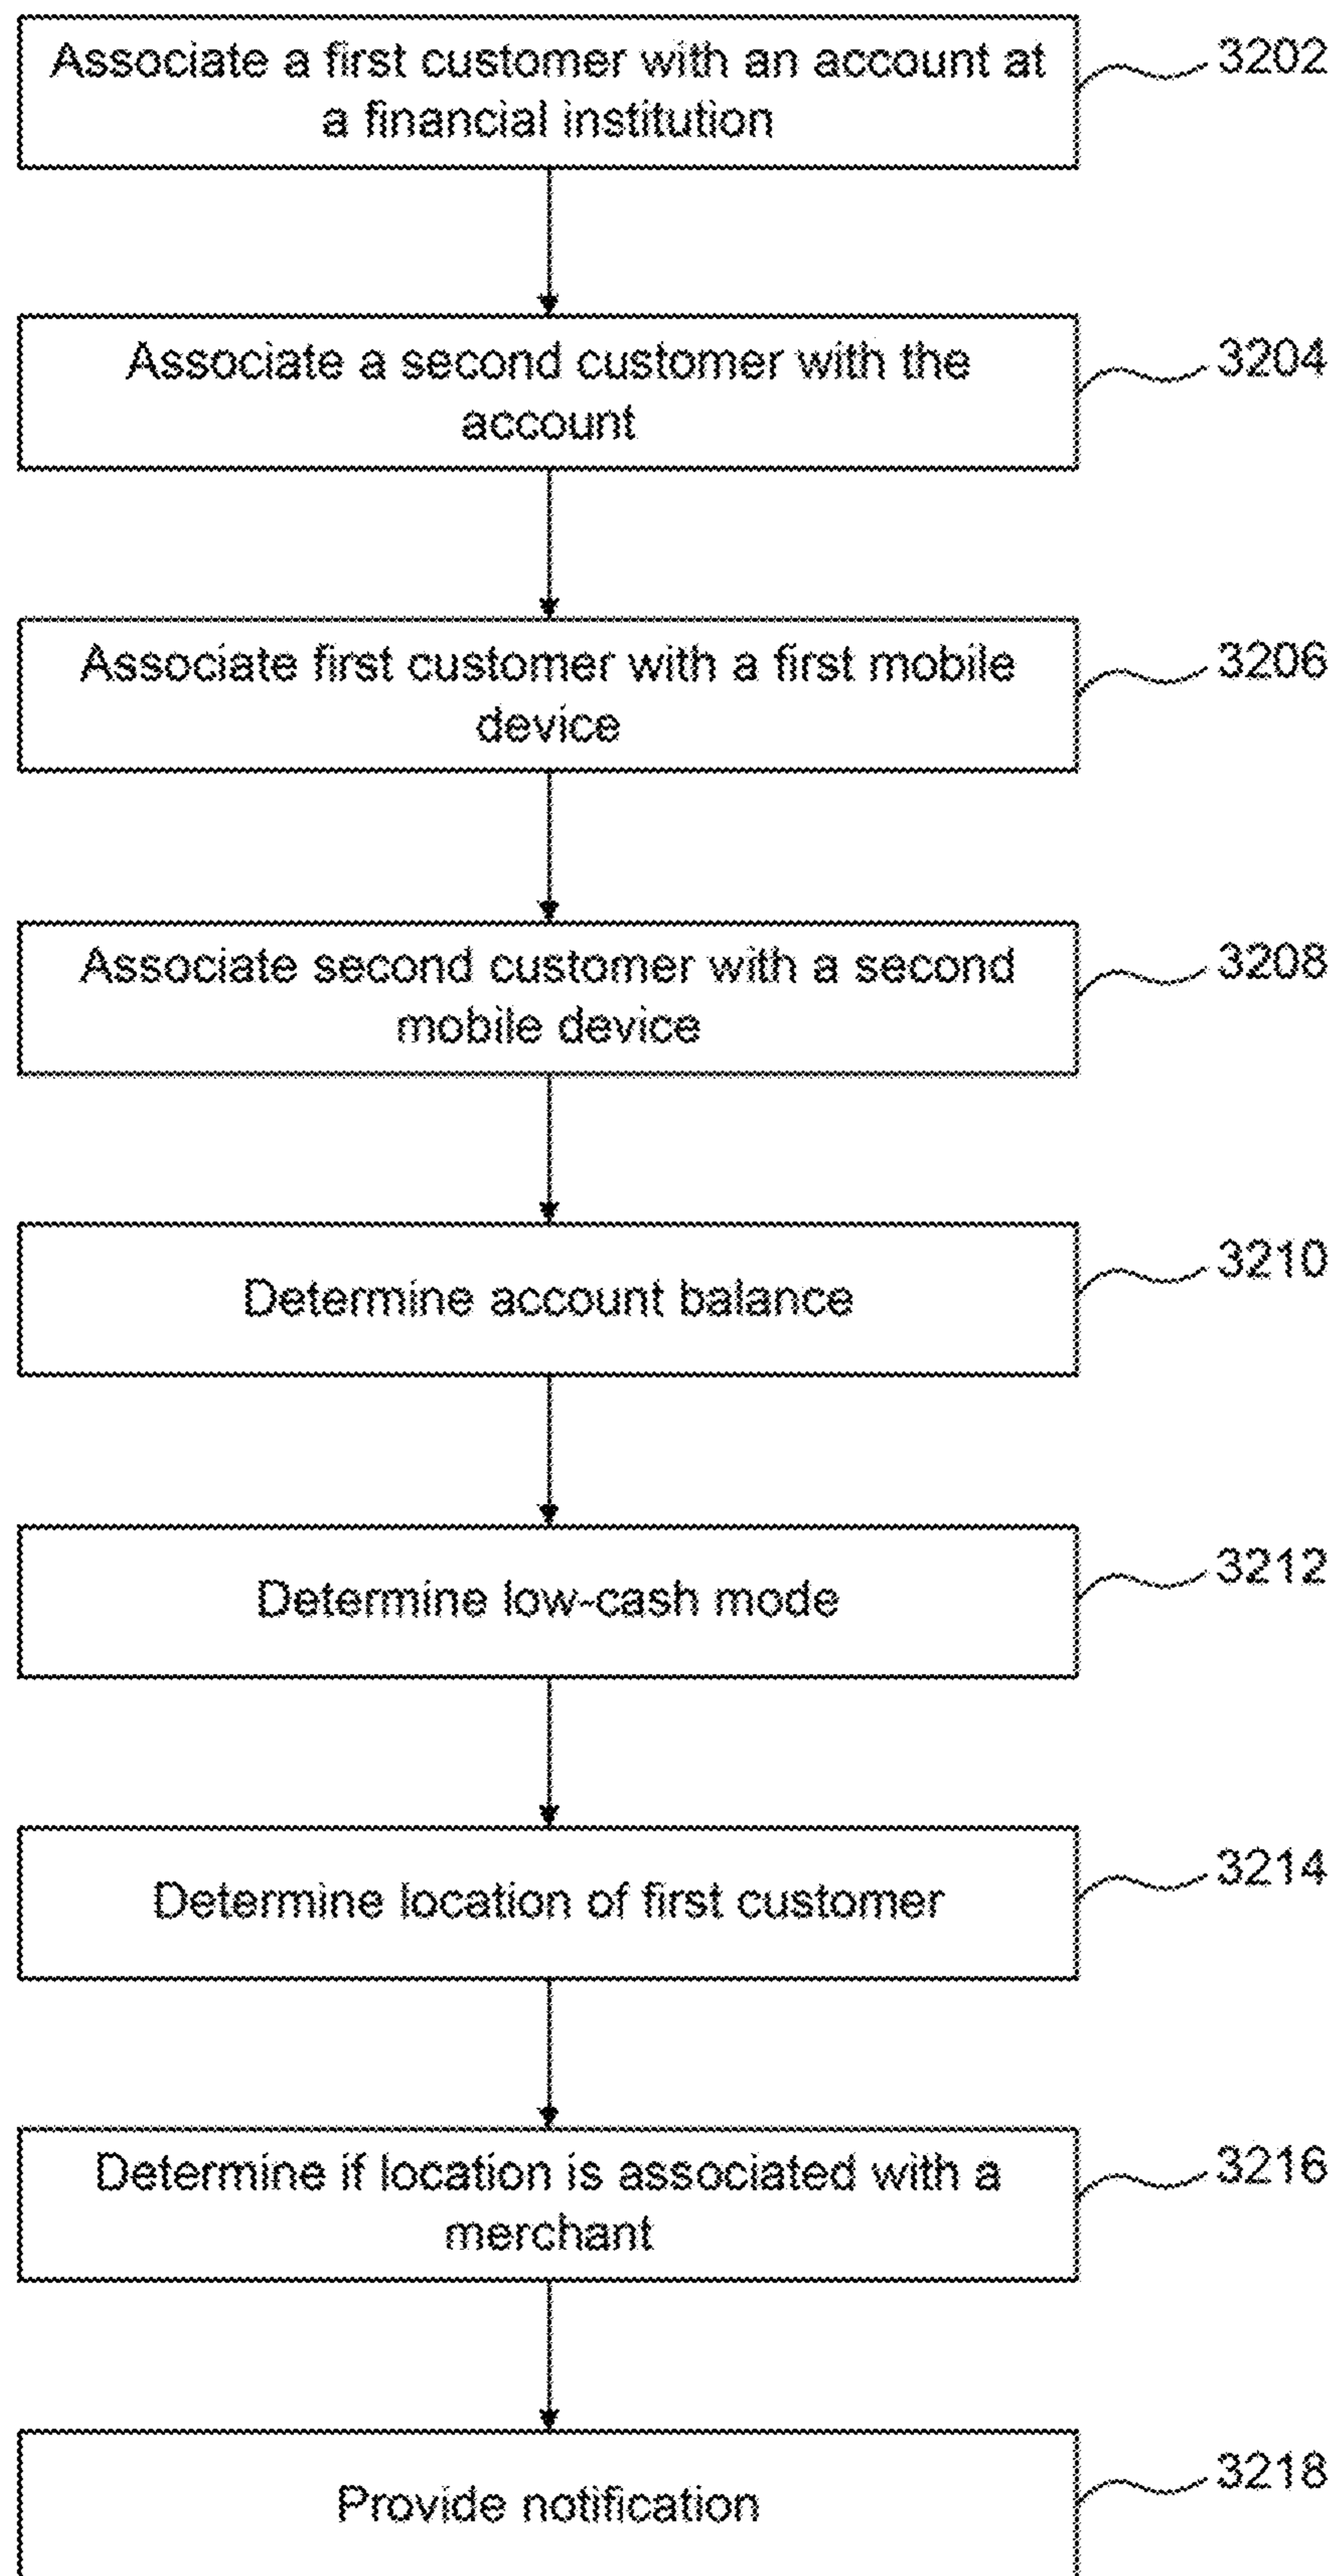 Associate a first customer with an account at
a financial institution
3202
Associate a second customer with the
account
3204
Associate first customer with a first mobile
device
3206
Associate second customer with a second
mobile device
3208
Determine account balance
3210
Determine low-cash mode
3212
Determine location of first customer
3214
Determine if location is associated with a
merchant
3216
Provide notification
3218